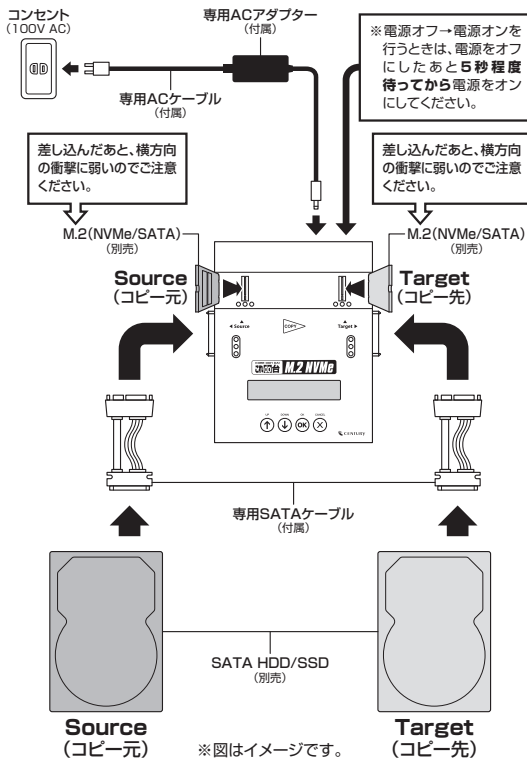 コンセント
(100V AC)
専用ACアダプター
(付属)
専用ACケーブル
(付属)
※電源オフ→電源オンを
行うときは、電源をオフ
にしたあと5秒程度
待ってから電源をオン
にしてください。
差し込んだあと、横方向
の衝撃に弱いのでご注意
ください。
差し込んだあと、横方向
の衝撃に弱いのでご注意
ください。
M.2(NVMe/SATA)
(別売)
M.2(NVMe/SATA)
(別売)
Source
(コピー元)
Target
(コピー先)
Source
COPY
Target
M.2 NVMe
UP DOWN OK CANCEL
OK
CENTURY
専用SATAケーブル
(付属)
SATA HDD/SSD
(別売)
Source
(コピー元)
※図はイメージです。
Target
(コピー先)